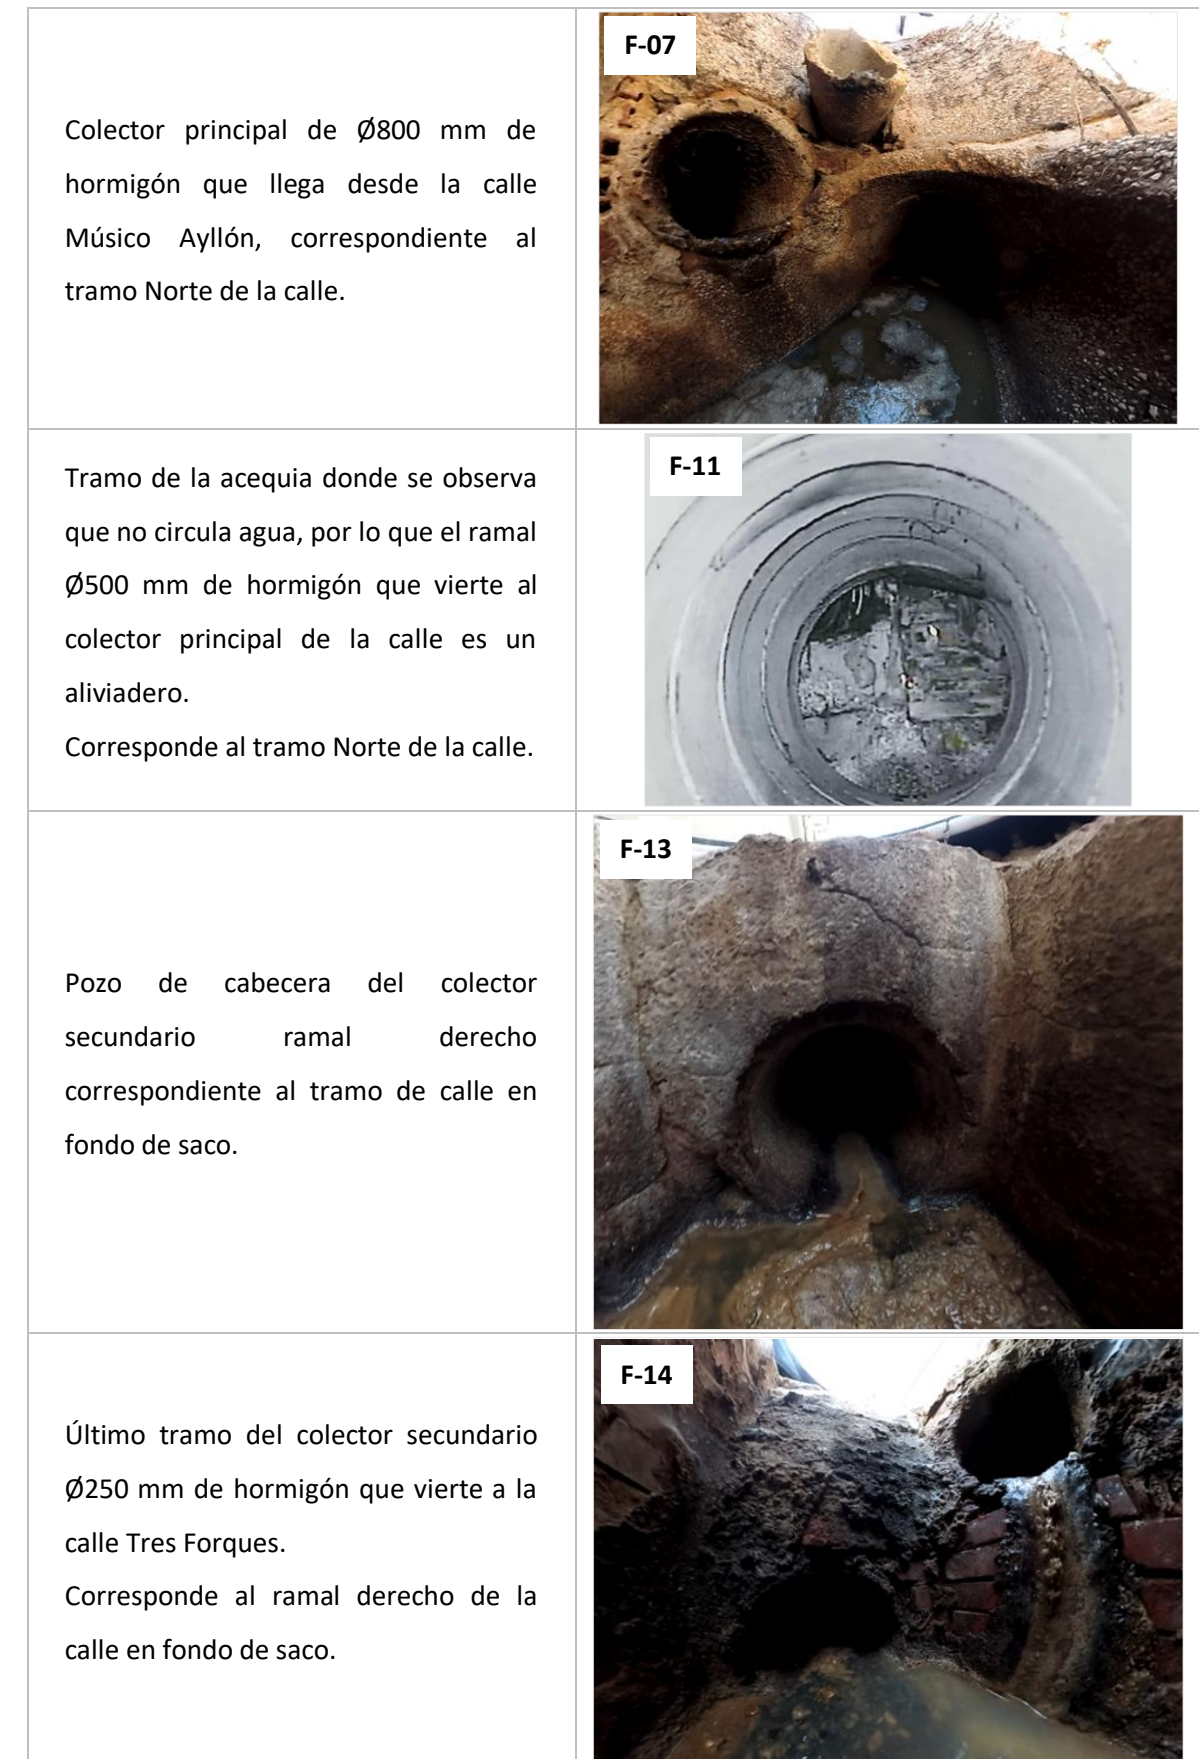 Colector principal de Ø800 mm de
hormigón que llega desde la calle
Músico Ayllón, correspondiente al
tramo Norte de la calle.
F-07
Tramo de la acequia donde se observa
que no circula agua, por lo que el ramal
Ø500 mm de hormigón que vierte al
colector principal de la calle es un
aliviadero.
Corresponde al tramo Norte de la calle.
F-11
Pozo de cabecera del colector
secundario ramal derecho
correspondiente al tramo de calle en
fondo de saco.
F-13
Último tramo del colector secundario
Ø250 mm de hormigón que vierte a la
calle Tres Forques.
Corresponde al ramal derecho de la
calle en fondo de saco.
F-14